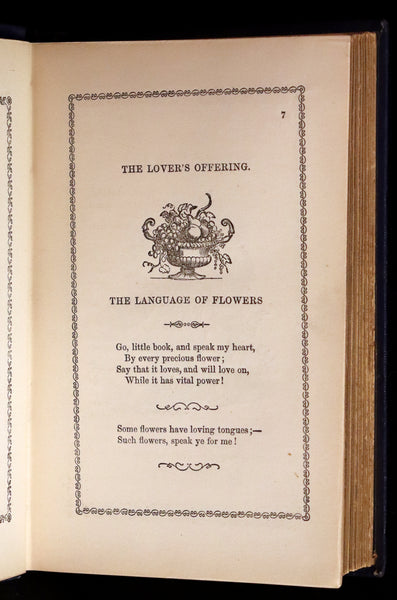 7
THE LOVER'S OFFERING.
THE LANGUAGE OF FLOWERS
Go, little book, and speak my heart,
By every precious flower;
Say that it loves, and will love on,
While it has vital power!
Some flowers have loving tongues;—
Such flowers, speak ye for me!